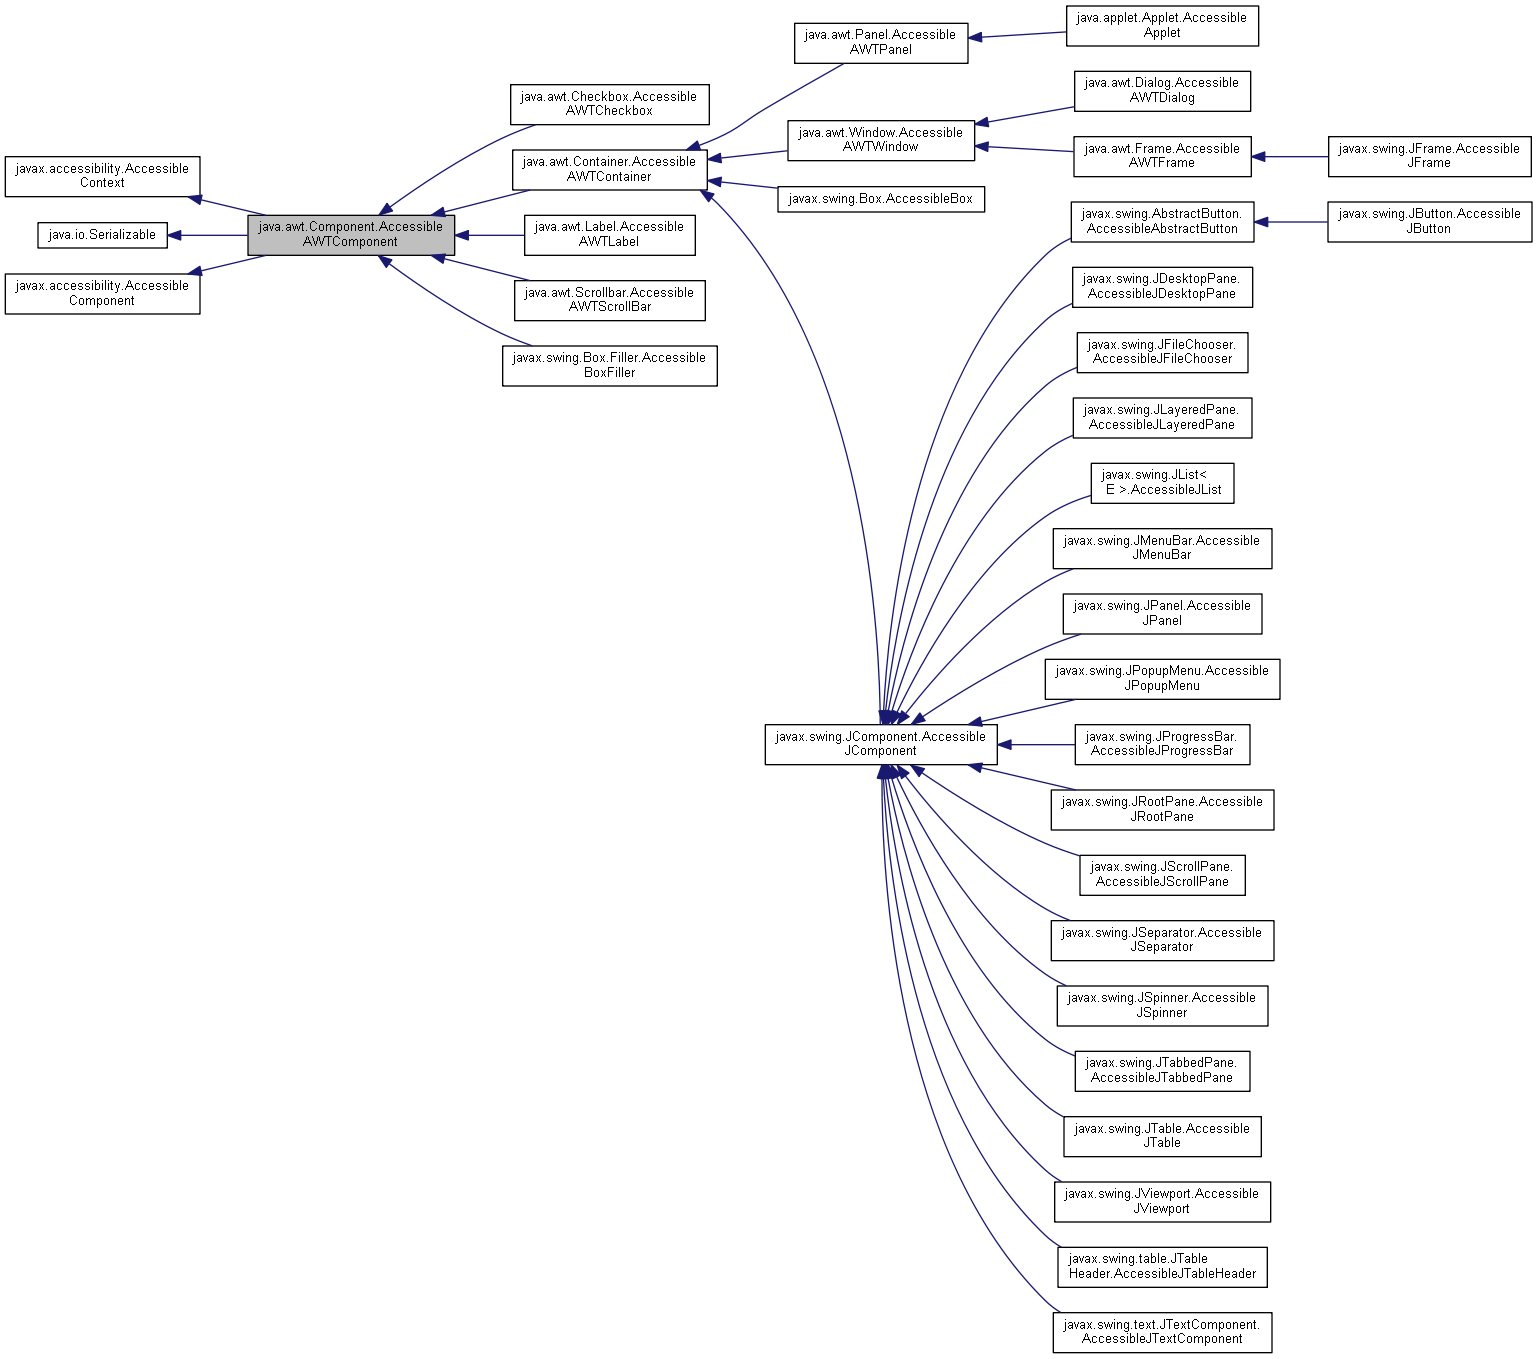 javax.accessibility.Accessible
Context
java.io.Serializable
javax.accessibility.Accessible
Component
java.awt.Component.Accessible
AWTComponent
java.awt.Checkbox.Accessible
AWTCheckbox
java.awt.Container.Accessible
AWTContainer
java.awt.Label.Accessible
AWTLabel
java.awt.Scrollbar.Accessible
AWTScrollBar
javax.swing.Box.Filler.Accessible
BoxFiller
java.awt.Panel.Accessible
AWTPanel
java.awt.Window.Accessible
AWTWindow
javax.swing.Box.AccessibleBox
javax.swing.JComponent.Accessible
JComponent
java.applet.Applet.Accessible
Applet
java.awt.Dialog.Accessible
AWTDialog
java.awt.Frame.Accessible
AWTFrame
javax.swing.AbstractButton.
AccessibleAbstractButton
javax.swing.JDesktopPane.
AccessibleJDesktopPane
javax.swing.JFileChooser.
AccessibleJFileChooser
javax.swing.JLayeredPane.
AccessibleJLayeredPane
javax.swing.JList<
E >.AccessibleJList
javax.swing.JMenuBar.Accessible
JMenuBar
javax.swing.JPanel.Accessible
JPanel
javax.swing.JPopupMenu.Accessible
JPopupMenu
javax.swing.JProgressBar.
AccessibleJProgressBar
javax.swing.JRootPane.Accessible
JRootPane
javax.swing.JScrollPane.
AccessibleJScrollPane
javax.swing.JSeparator.Accessible
JSeparator
javax.swing.JSpinner.Accessible
JSpinner
javax.swing.JTabbedPane.
AccessibleJTabbedPane
javax.swing.JTable.Accessible
JTable
javax.swing.JViewport.Accessible
JViewport
javax.swing.table.JTable
Header.AccessibleJTableHeader
javax.swing.text.JTextComponent.
AccessibleJTextComponent
javax.swing.JFrame.Accessible
JFrame
javax.swing.JButton.Accessible
JButton